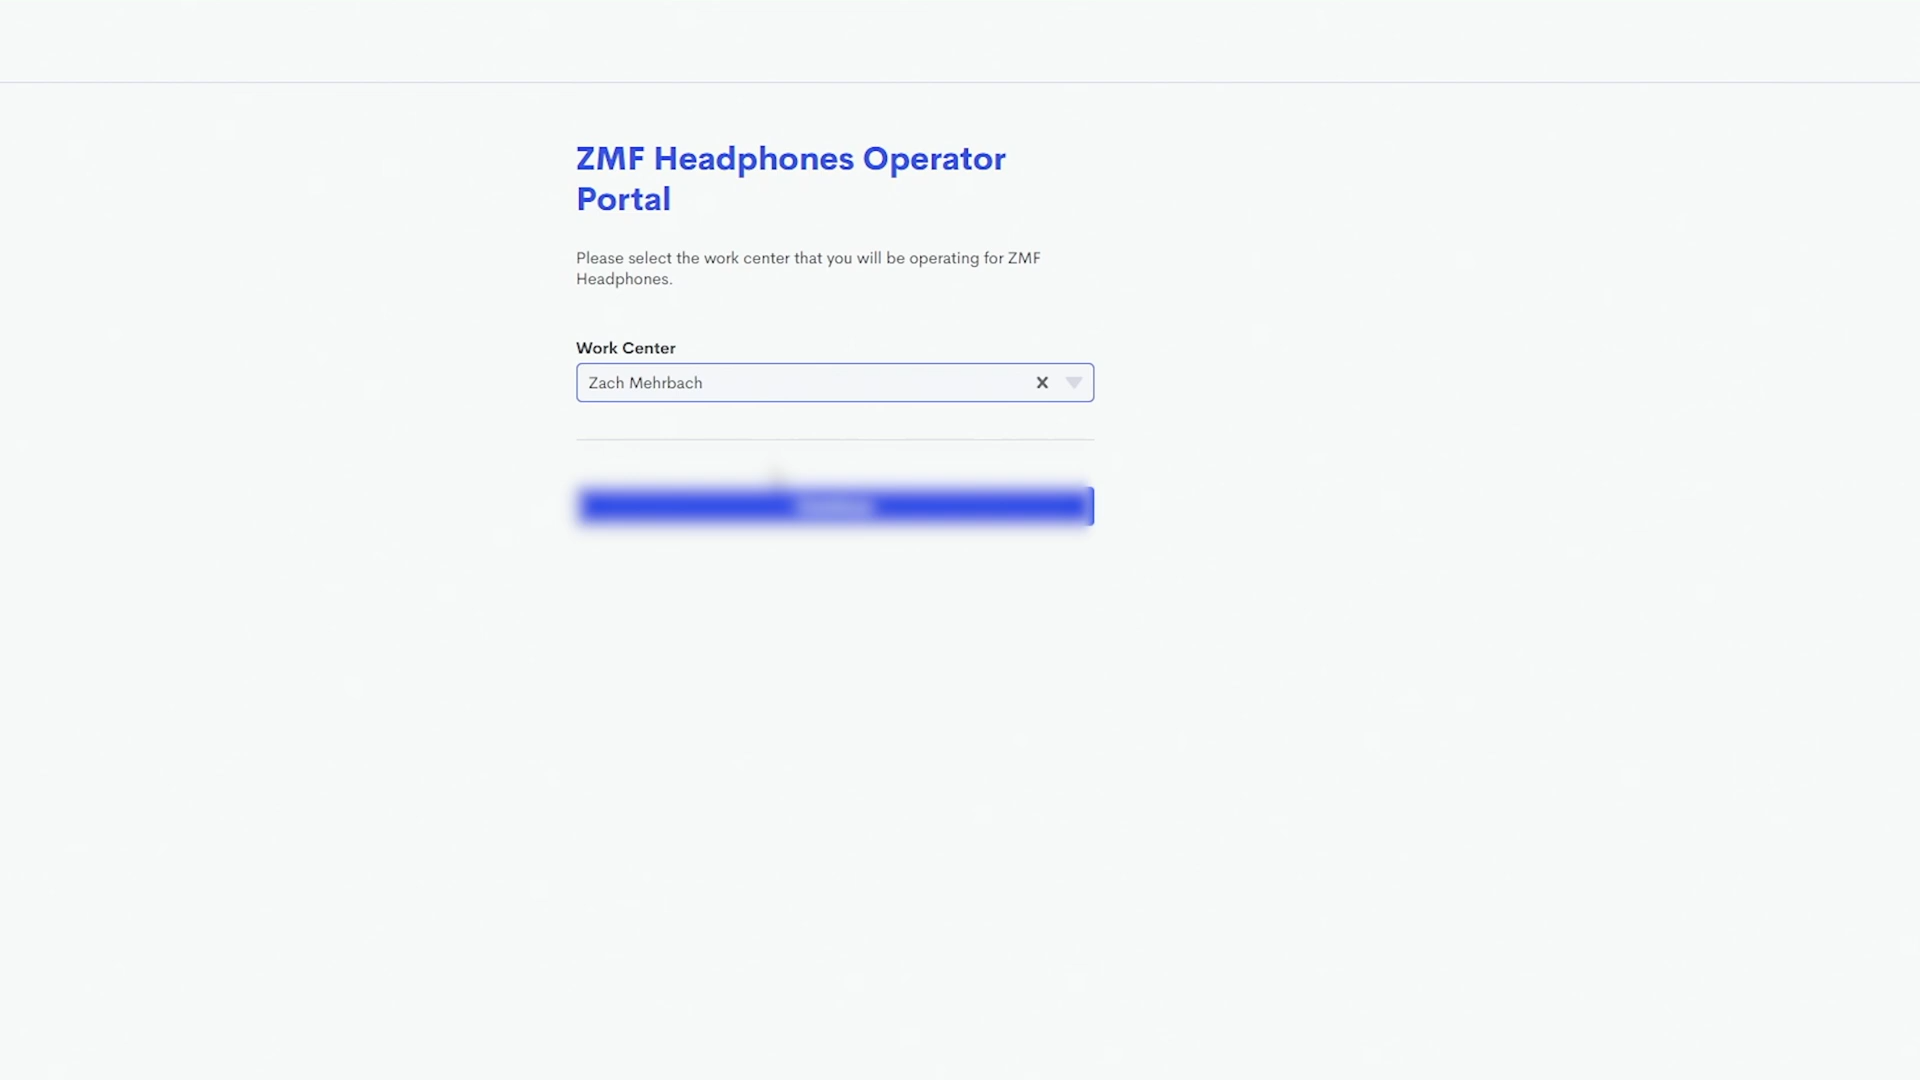 ZMF Headphones Operator
Portal
Please select the work center that you will be operating for ZMF
Headphones.
Work Center
Zach Mehrbach